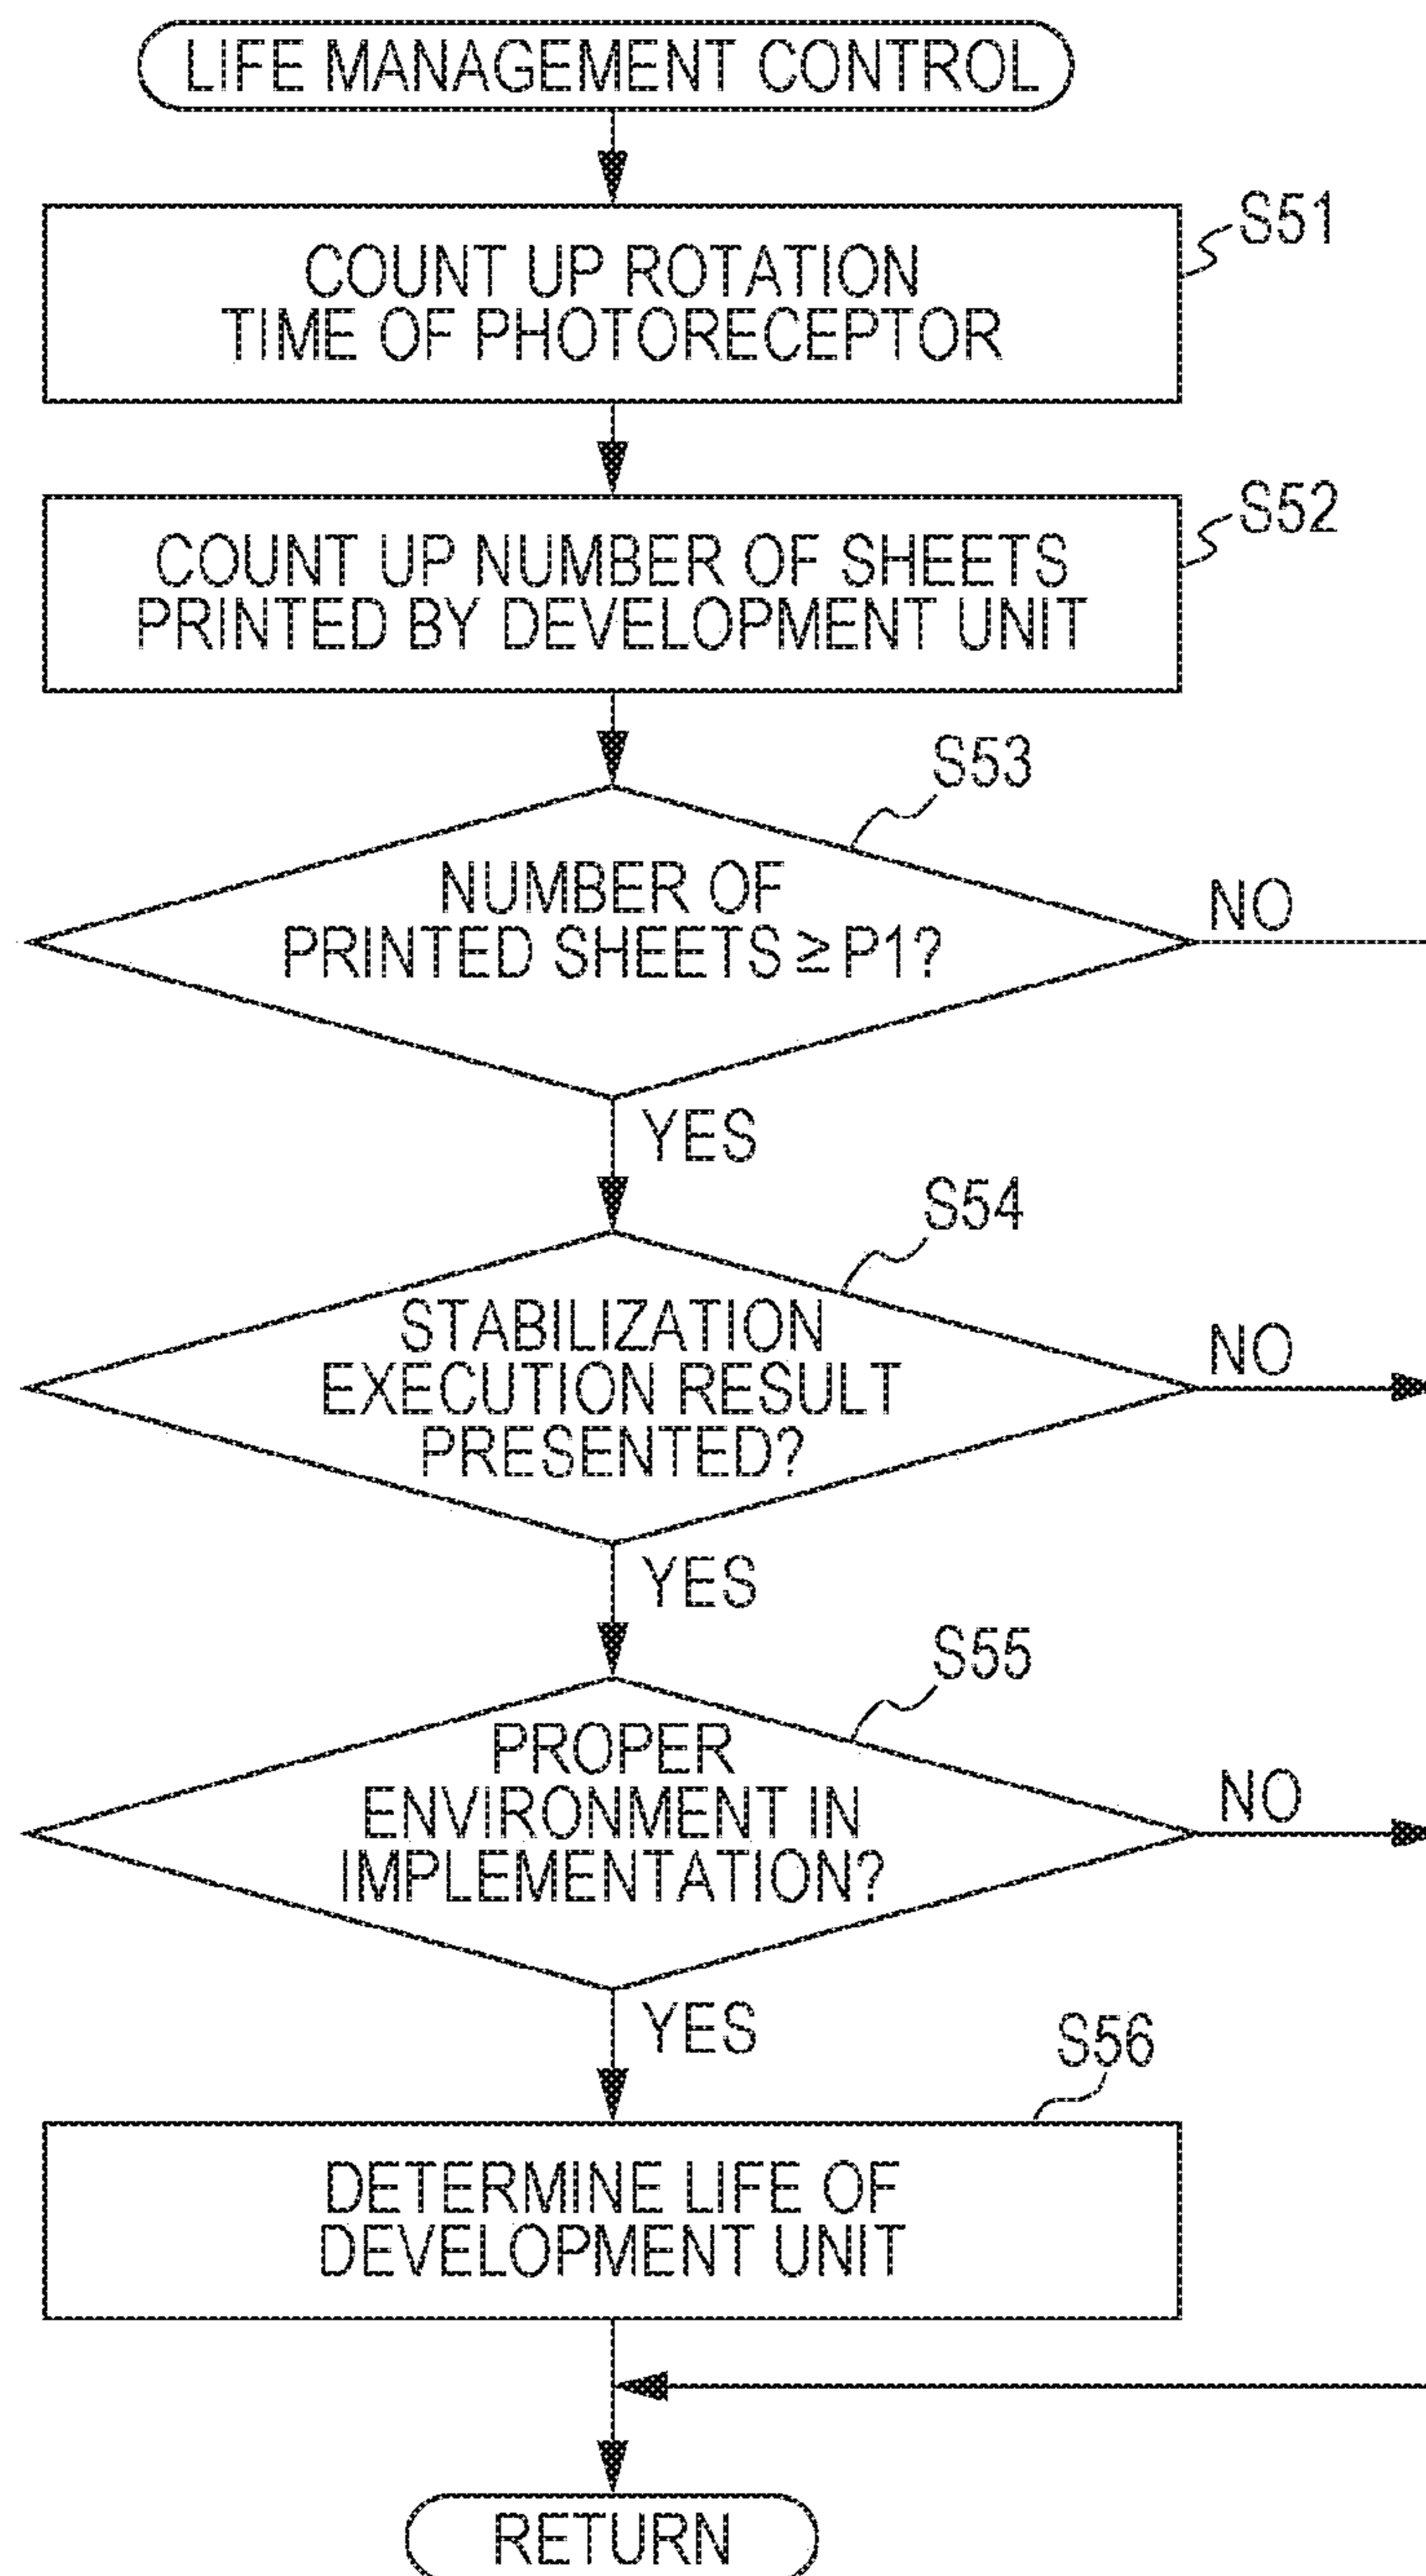 LIFE MANAGEMENT CONTROL
S51
COUNT UP ROTATION
TIME OF PHOTORECEPTOR
S52
COUNT UP NUMBER OF SHEETS
PRINTED BY DEVELOPMENT UNIT
S53
NUMBER OF
PRINTED SHEETS ≧ P1?
NO
YES
S54
STABILIZATION
EXECUTION RESULT
PRESENTED?
NO
YES
S55
PROPER
ENVIRONMENT IN
IMPLEMENTATION?
NO
YES
S56
DETERMINE LIFE OF
DEVELOPMENT UNIT
RETURN